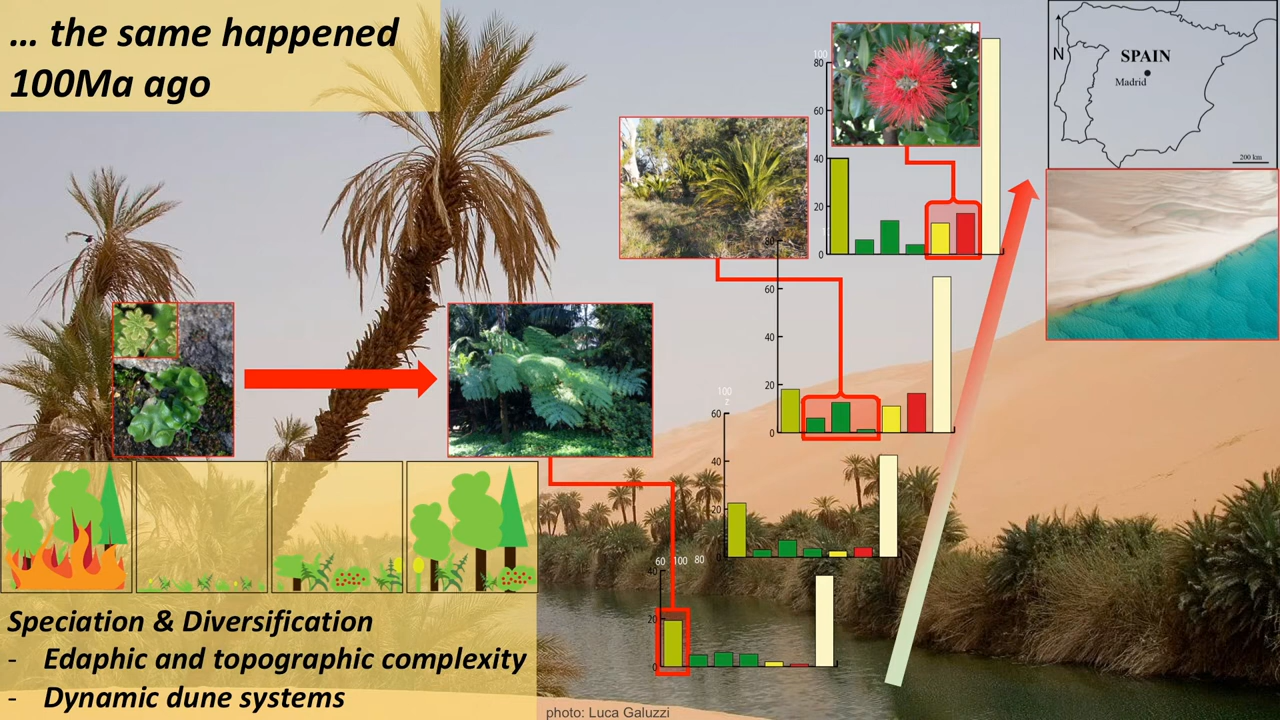 … the same happened
100Ma ago
N
SPAIN
Madrid
200 km
100
80
60
40
20
0
80
60
40
20
0
100
60
40
20
0
60 100 80
40
20
0
Speciation & Diversification
- Edaphic and topographic complexity
- Dynamic dune systems
photo: Luca Galuzzi